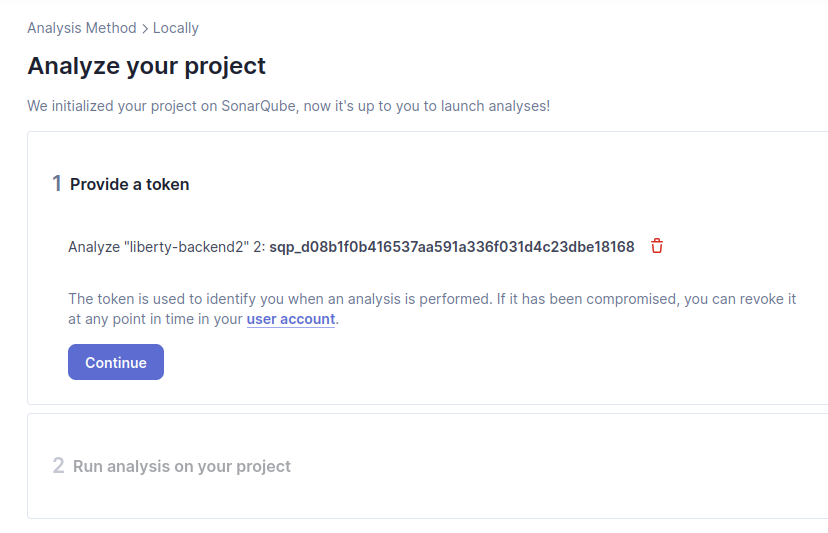 Analysis Method > Locally
Analyze your project
We initialized your project on SonarQube, now it's up to you to launch analyses!
1 Provide a token
Analyze "liberty-backend2" 2: sqp_d08b1f0b416537aa591a336f031d4c23dbe18168
The token is used to identify you when an analysis is performed. If it has been compromised, you can revoke it
at any point in time in your user account.
Continue
2 Run analysis on your project